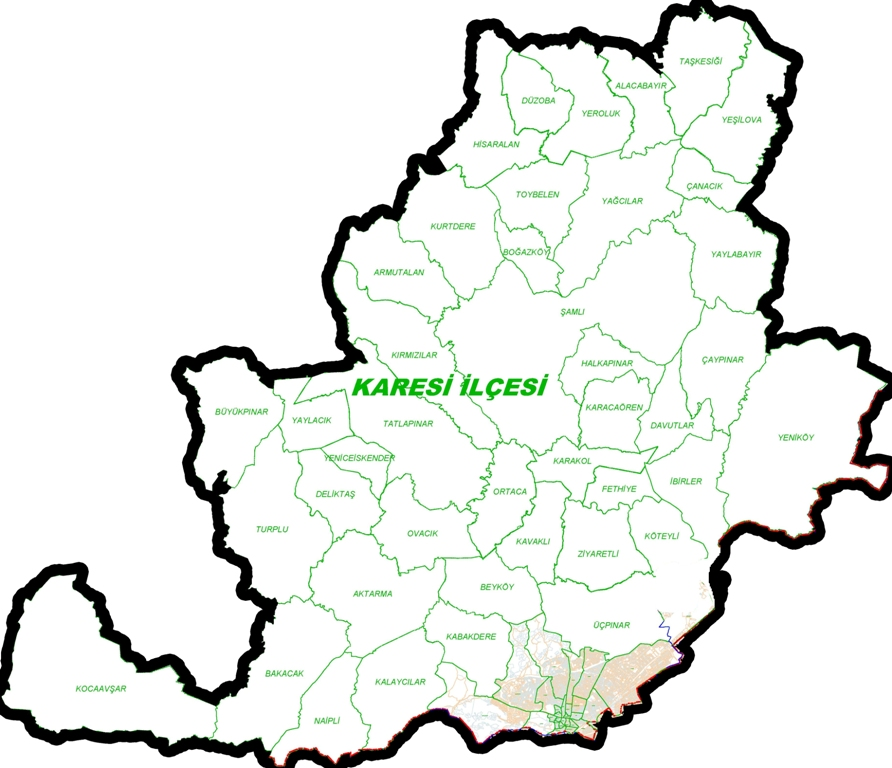 TAŞKESİĞİ
ALACABAYIR
DÜZOBA
YEROLUK
YEŞİLOVA
HİSARALAN
ÇANACIK
TOYBELEN
YAĞCILAR
KURTDERE
BOĞAZKÖY
YAYLABAYIR
ARMUTALAN
ŞAMLI
KIRMIZILAR
HALKAPINAR
ÇAYPINAR
KARESİ İLÇESİ
BÜYÜKPINAR
KARACAÖREN
YAYLACIK
TATLAPINAR
DAVUTLAR
YENİKÖY
YENİCEİSKENDER
KARAKOL
İBİRLER
DELİKTAŞ
ORTACA
FETHİYE
TURPLU
OVACIK
KAVAKLI
KÖTEYLİ
ZİYARETLİ
AKTARMA
BEYKÖY
ÜÇPINAR
KABAKDERE
BAKACAK
KALAYCILAR
KOCAAVŞAR
NAİPLİ